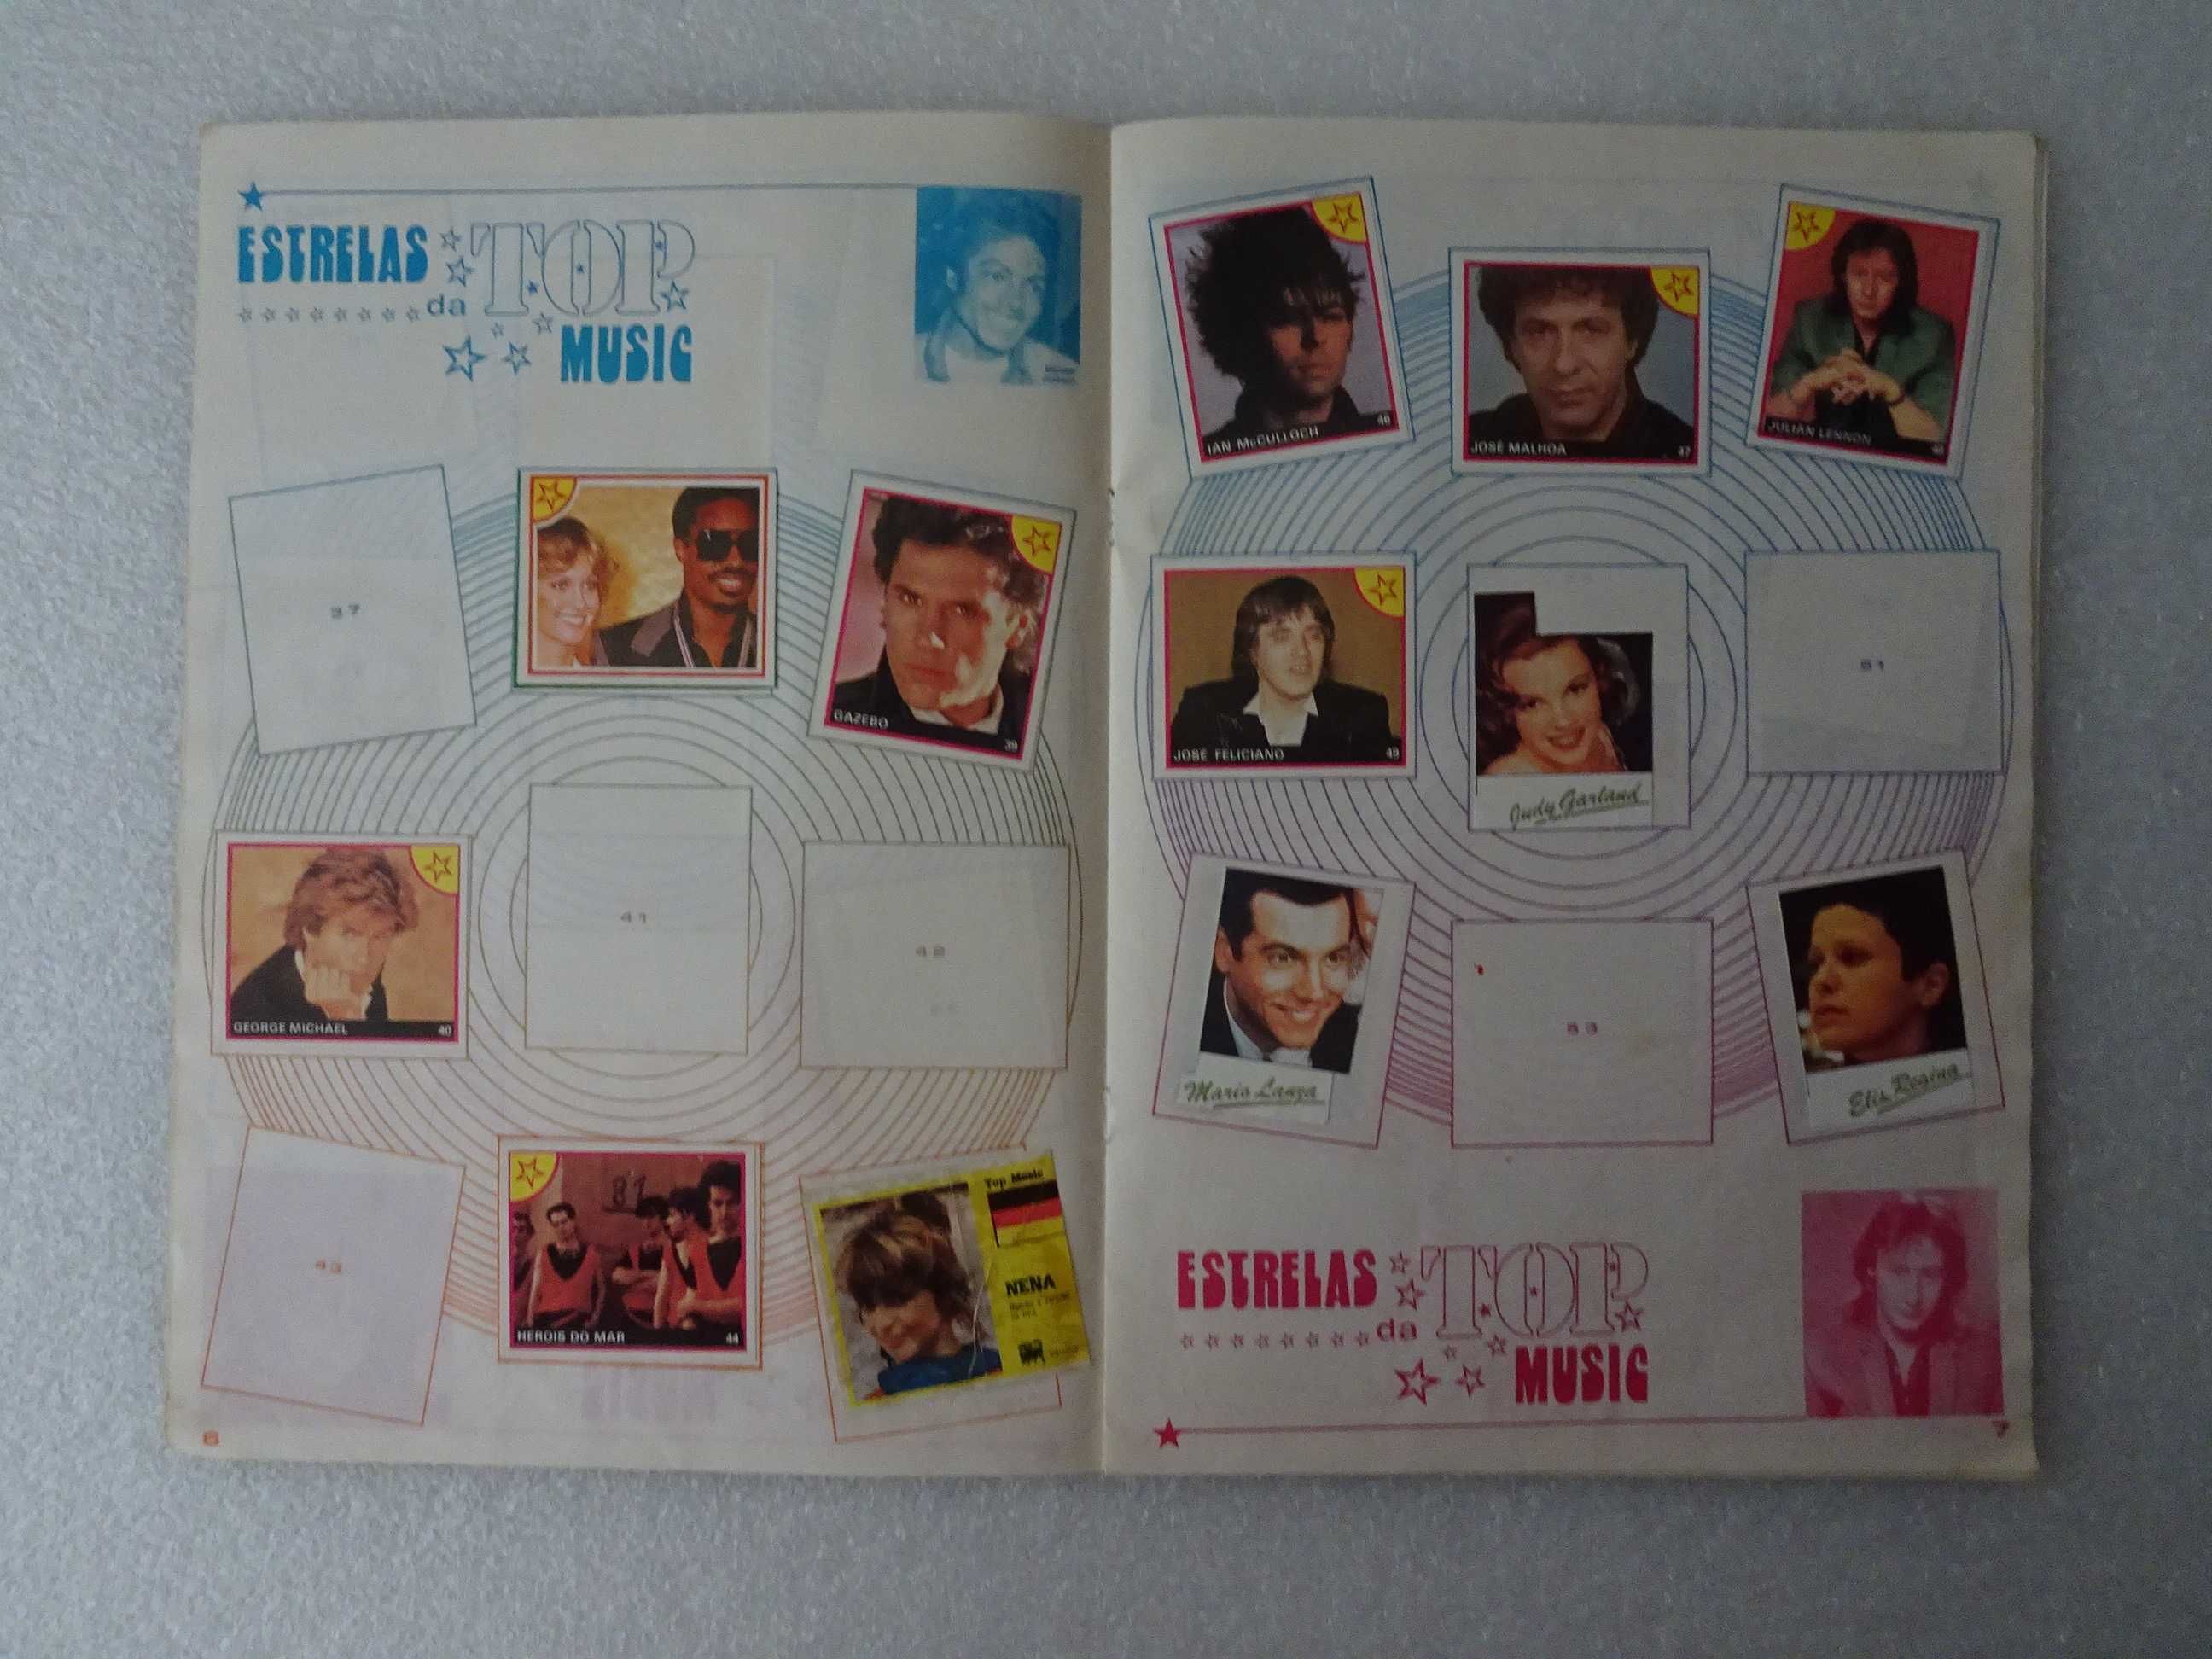 ESTRELAS
da TOP
MUSIC
37
GAZEBO
39
GEORGE MICHAEL 40
41
42
43
HEROIS DO MAR 44
Top Music
NENA
6
IAN McCULLOCH 46
JOSÉ MALHOA 47
JULIAN LENNON 48
JOSÉ FELICIANO 49
Judy Garland
51
Mario Lanza
53
Elis Regina
ESTRELAS
da TOP
MUSIC
7